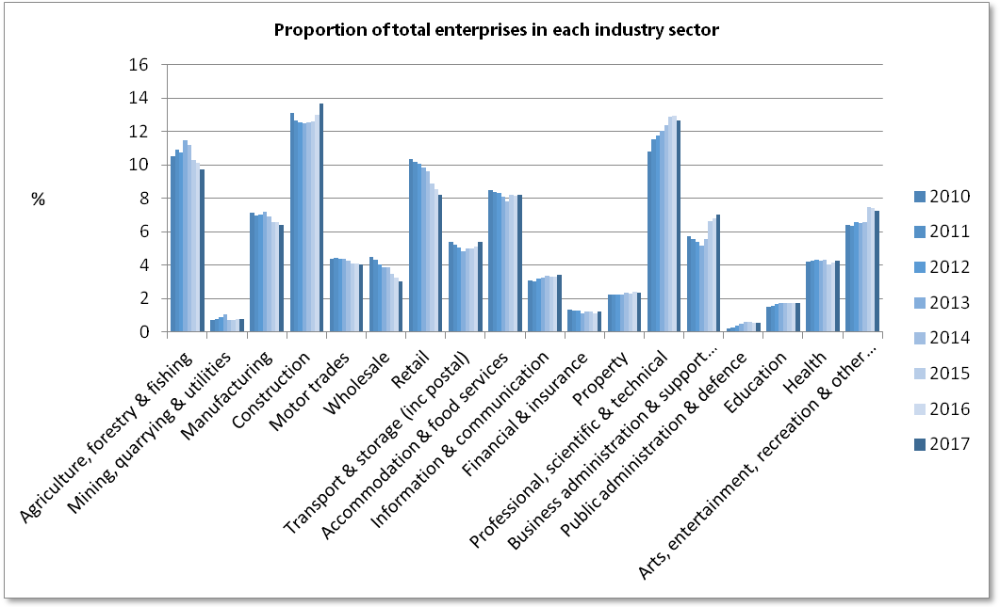 Proportion of total enterprises in each industry sector
16
14
12
10
8
6
4
2
0
%
Agriculture, forestry & fishing
Mining, quarrying & utilities
Manufacturing
Construction
Motor trades
Wholesale
Retail
Transport & storage (inc postal)
Accommodation & food services
Information & communication
Financial & insurance
Property
Professional, scientific & technical
Business administration & support...
Public administration & defence
Education
Health
Arts, entertainment, recreation & other...
2010
2011
2012
2013
2014
2015
2016
2017